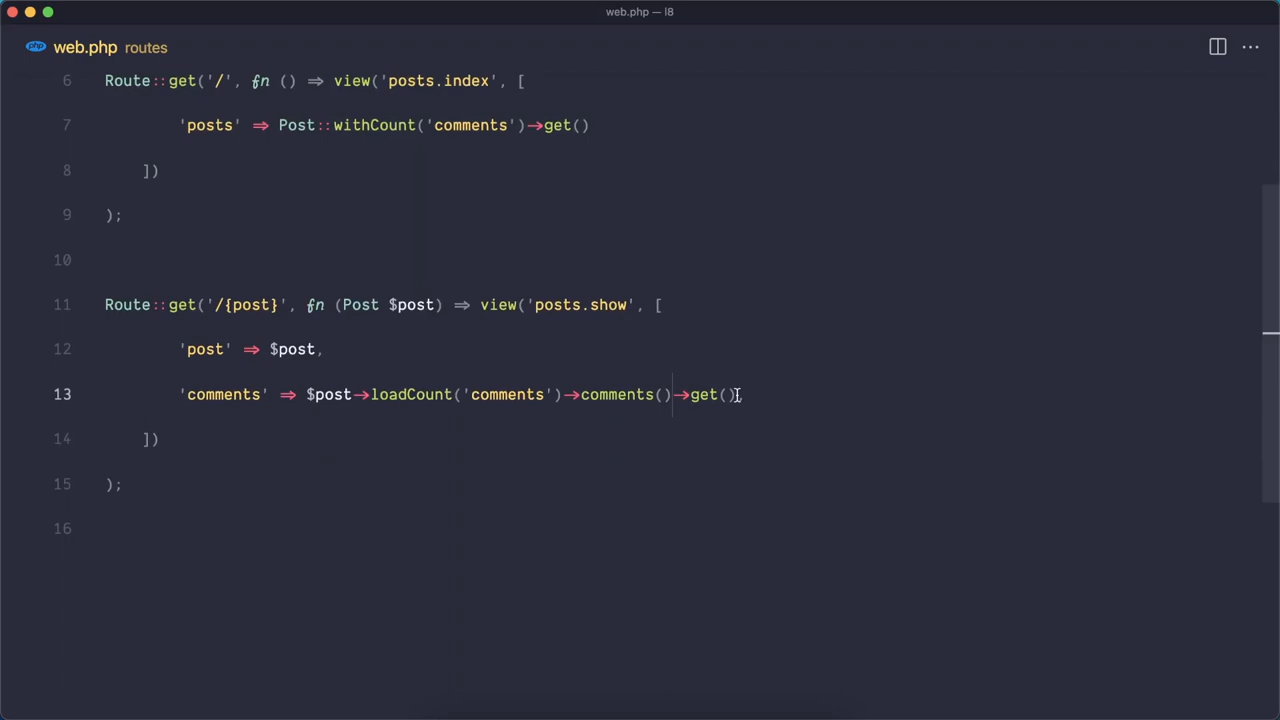 web.php — l8
php web.php routes
6 Route::get('/', fn () => view('posts.index', [
7 'posts' => Post::withCount('comments')->get()
8 ])
9 );
10
11 Route::get('/{post}', fn (Post $post) => view('posts.show', [
12 'post' => $post,
13 'comments' => $post->loadCount('comments')->comments()->get(),
14 ])
15 );
16